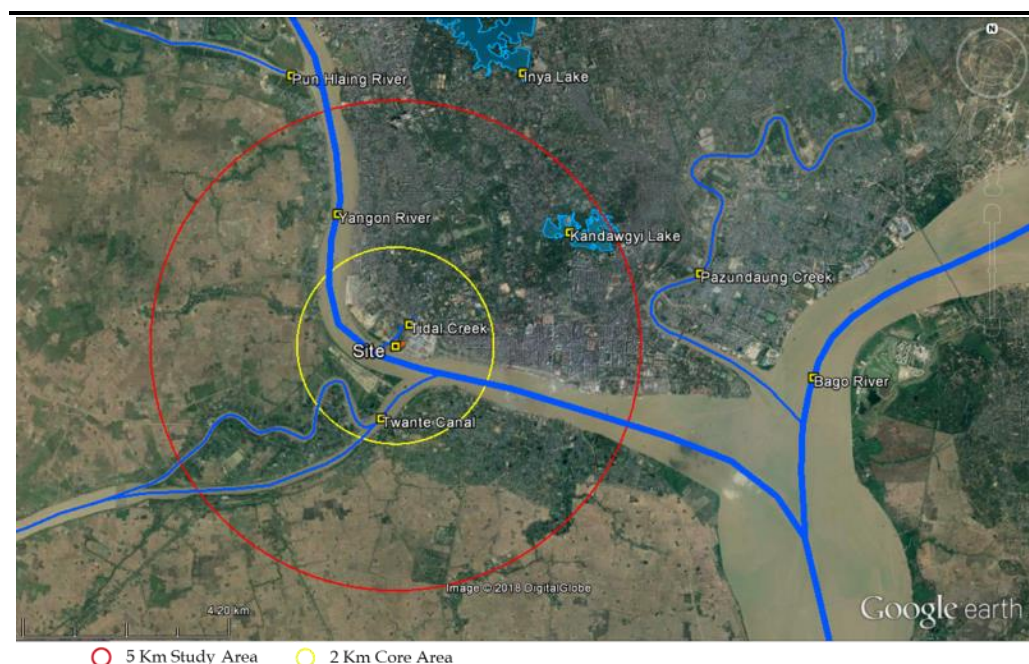 N
Pun Hlaing River
Inya Lake
Yangon River
Kandawgyi Lake
Pazundaung Creek
Tidal Creek
Site
Bago River
Twante Canal
Image © 2018 DigitalGlobe
4.20 km
Google earth
5 Km Study Area
2 Km Core Area